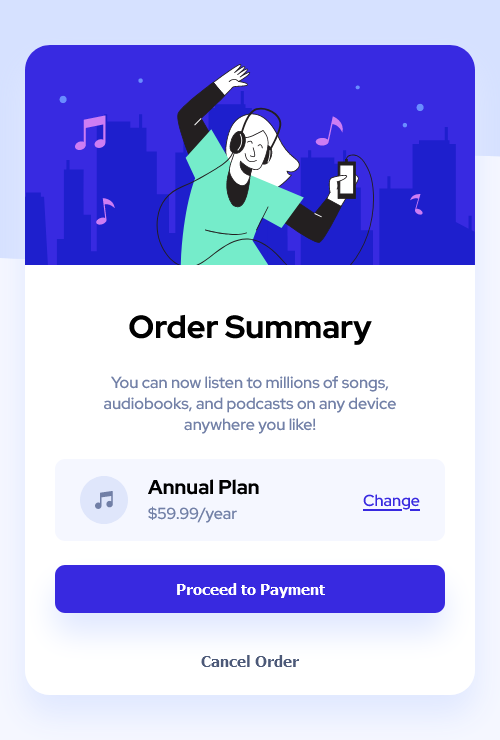 Order Summary
You can now listen to millions of songs,
audiobooks, and podcasts on any device
anywhere you like!
Annual Plan
$59.99/year
Change
Proceed to Payment
Cancel Order